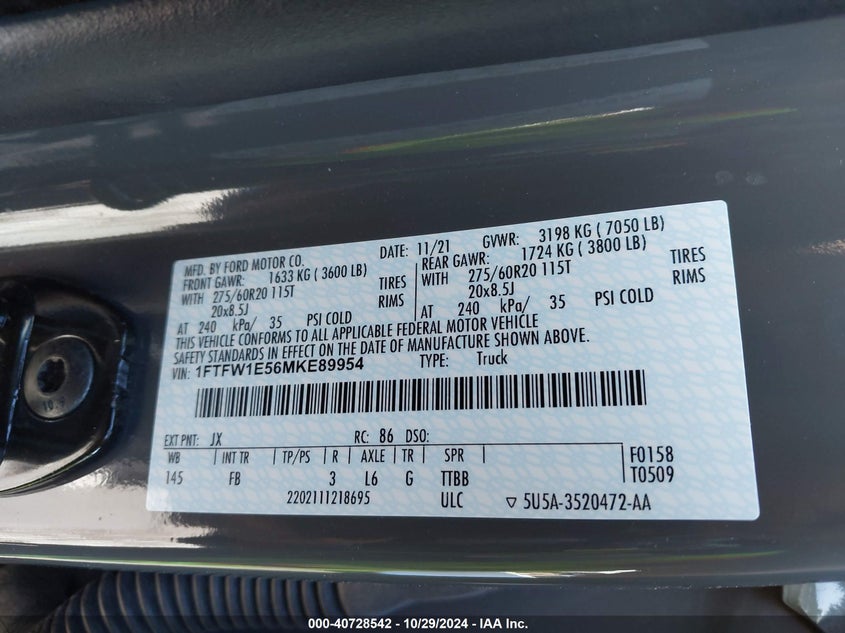 MFD. BY FORD MOTOR CO.
DATE: 11/21 GVWR: 3198 KG ( 7050 LB)
FRONT GAWR: 1633 KG ( 3600 LB)
REAR GAWR: 1724 KG ( 3800 LB)
WITH 275/60R20 115T TIRES
WITH 275/60R20 115T TIRES
20x8.5J RIMS
20x8.5J RIMS
AT 240 kPa/ 35 PSI COLD
AT 240 kPa/ 35 PSI COLD
THIS VEHICLE CONFORMS TO ALL APPLICABLE FEDERAL MOTOR VEHICLE
SAFETY STANDARDS IN EFFECT ON THE DATE OF MANUFACTURE SHOWN ABOVE.
VIN: 1FTFW1E56MKE89954 TYPE: Truck
EXT PNT: JX RC: 86 DSO:
WB INT TR TP/PS R AXLE TR SPR F0158
145 FB 3 L6 G TTBB T0509
2202111218695 ULC ▽ 5U5A-3520472-AA
10.9
000-40728542 - 10/29/2024 - IAA Inc.